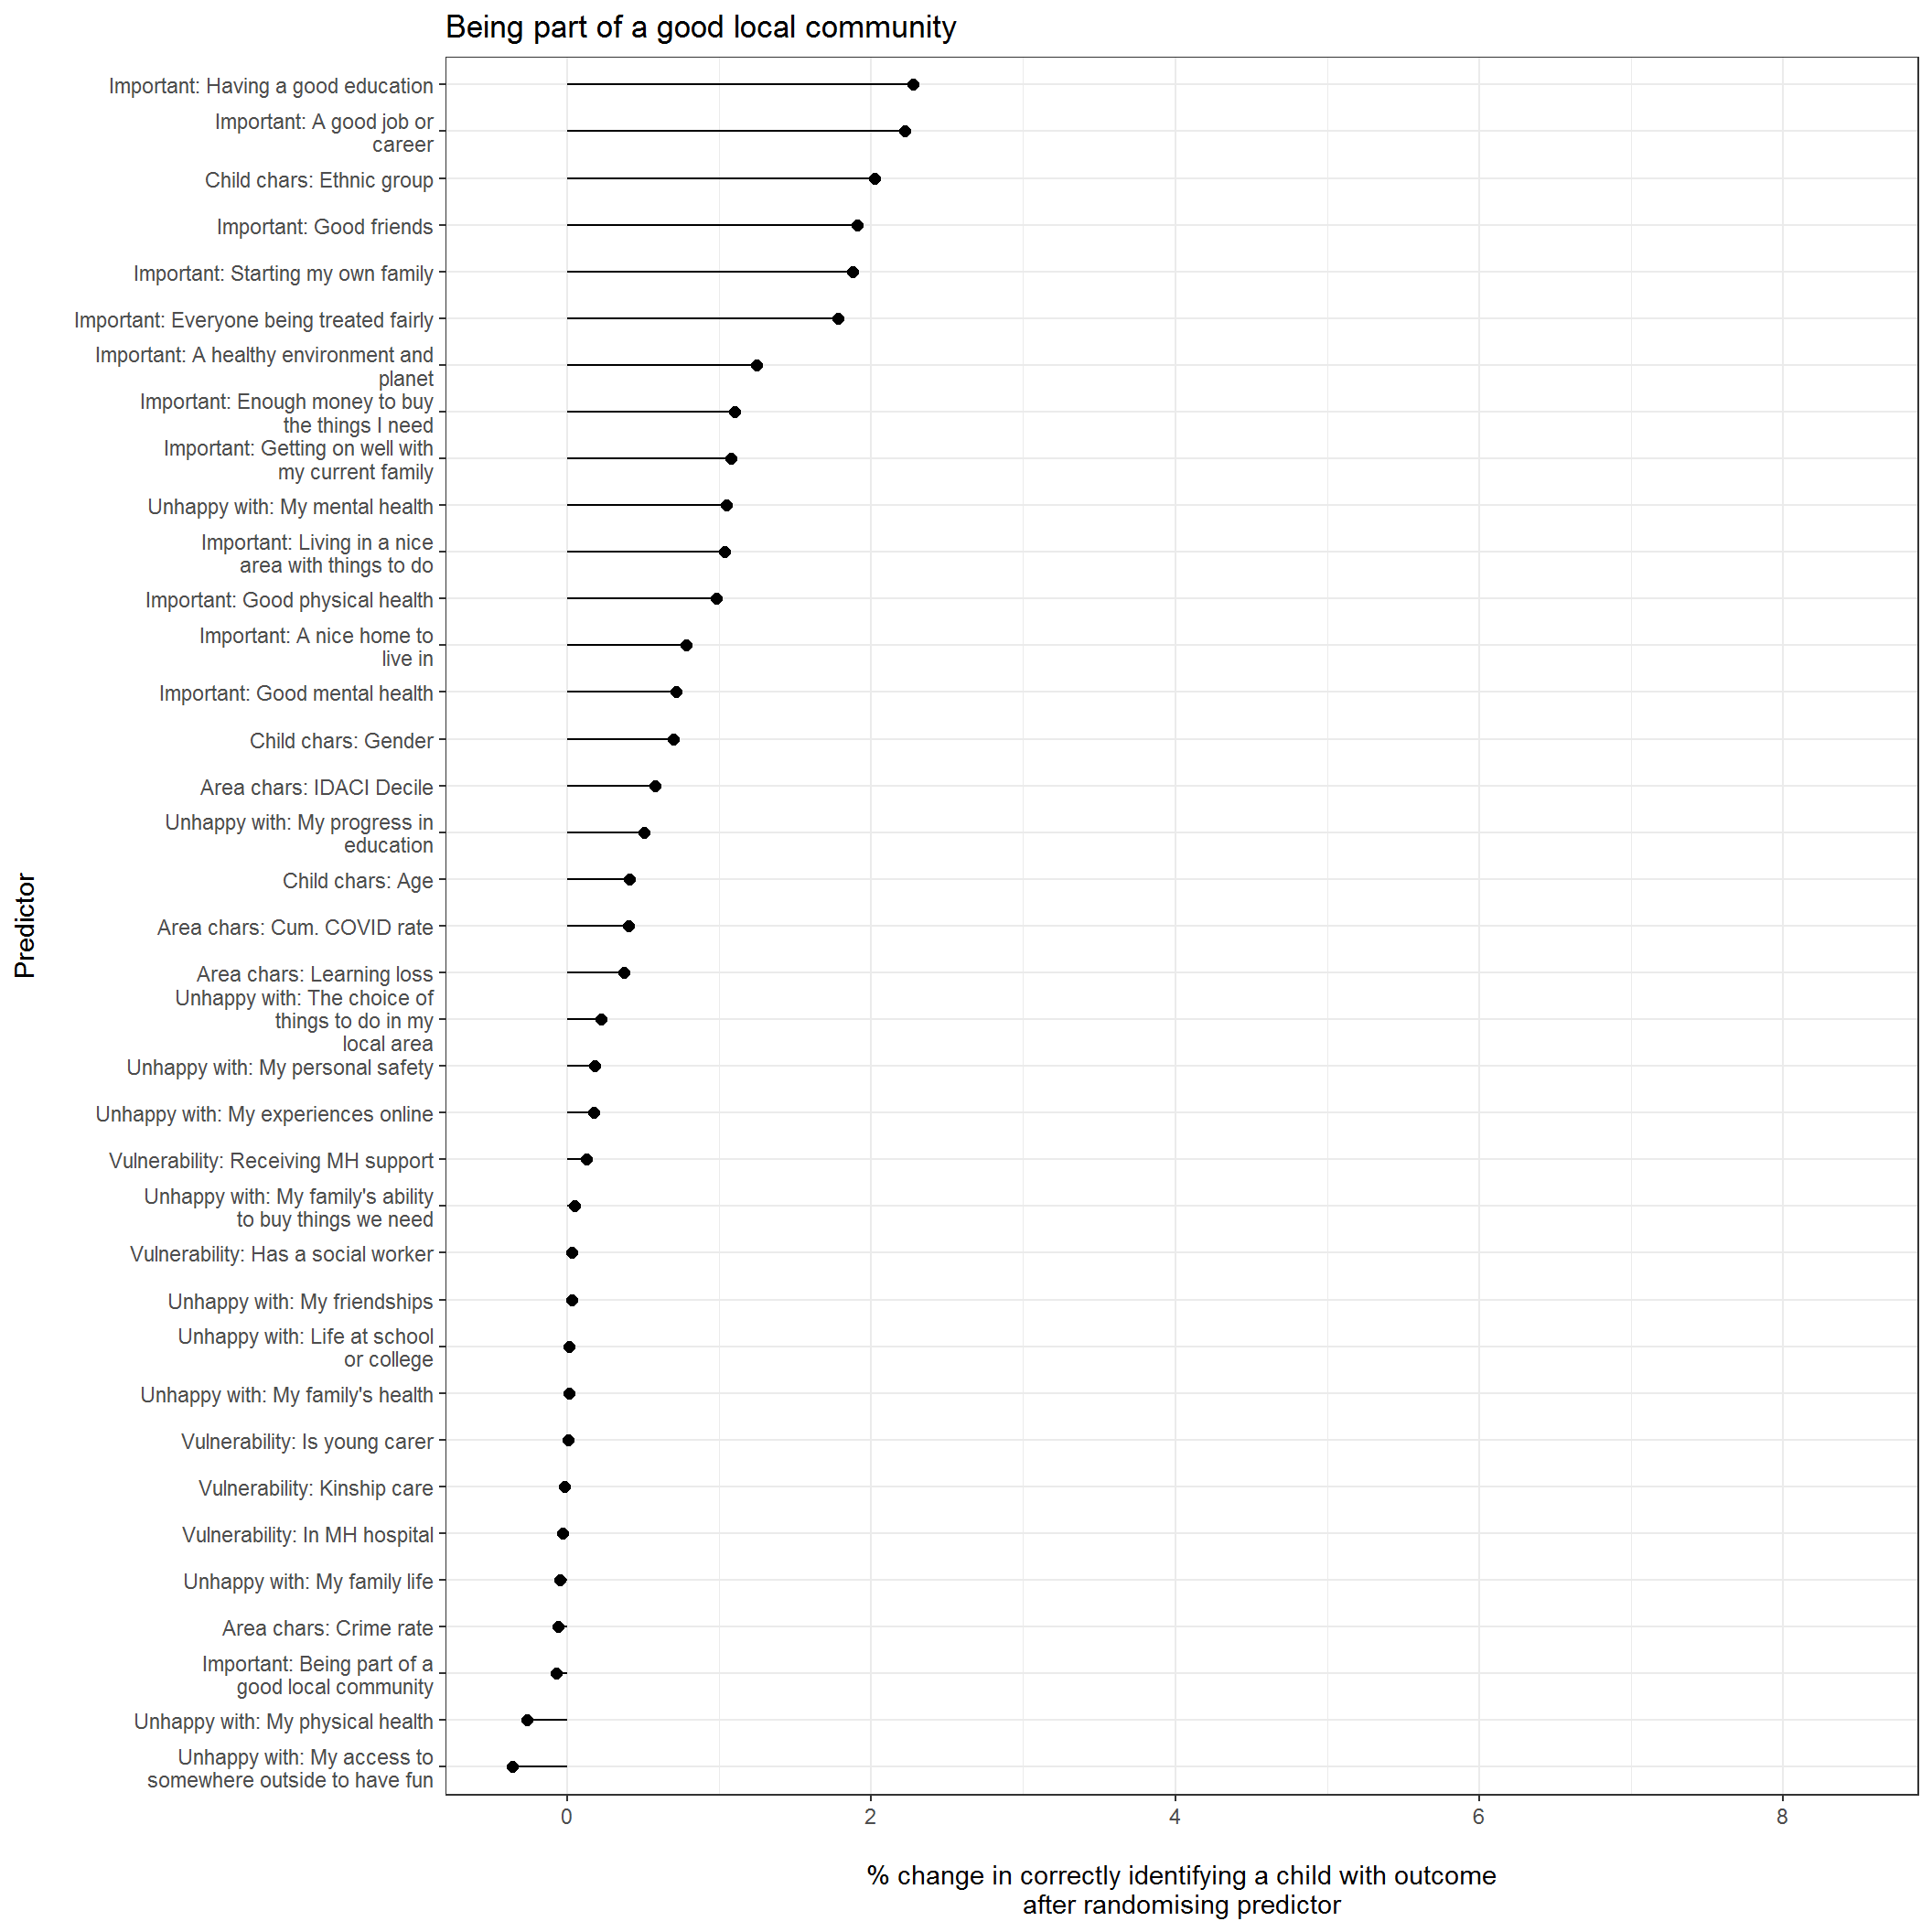 Being part of a good local community
Important: Having a good education
Important: A good job or
career
Child chars: Ethnic group
Important: Good friends
Important: Starting my own family
Important: Everyone being treated fairly
Important: A healthy environment and
planet
Important: Enough money to buy
the things I need
Important: Getting on well with
my current family
Unhappy with: My mental health
Important: Living in a nice
area with things to do
Important: Good physical health
Important: A nice home to
live in
Important: Good mental health
Child chars: Gender
Area chars: IDACI Decile
Unhappy with: My progress in
education
Child chars: Age
Area chars: Cum. COVID rate
Area chars: Learning loss
Unhappy with: The choice of
things to do in my
local area
Unhappy with: My personal safety
Unhappy with: My experiences online
Vulnerability: Receiving MH support
Unhappy with: My family's ability
to buy things we need
Vulnerability: Has a social worker
Unhappy with: My friendships
Unhappy with: Life at school
or college
Unhappy with: My family's health
Vulnerability: Is young carer
Vulnerability: Kinship care
Vulnerability: In MH hospital
Unhappy with: My family life
Area chars: Crime rate
Important: Being part of a
good local community
Unhappy with: My physical health
Unhappy with: My access to
somewhere outside to have fun
Predictor
0 2 4 6 8
% change in correctly identifying a child with outcome
after randomising predictor